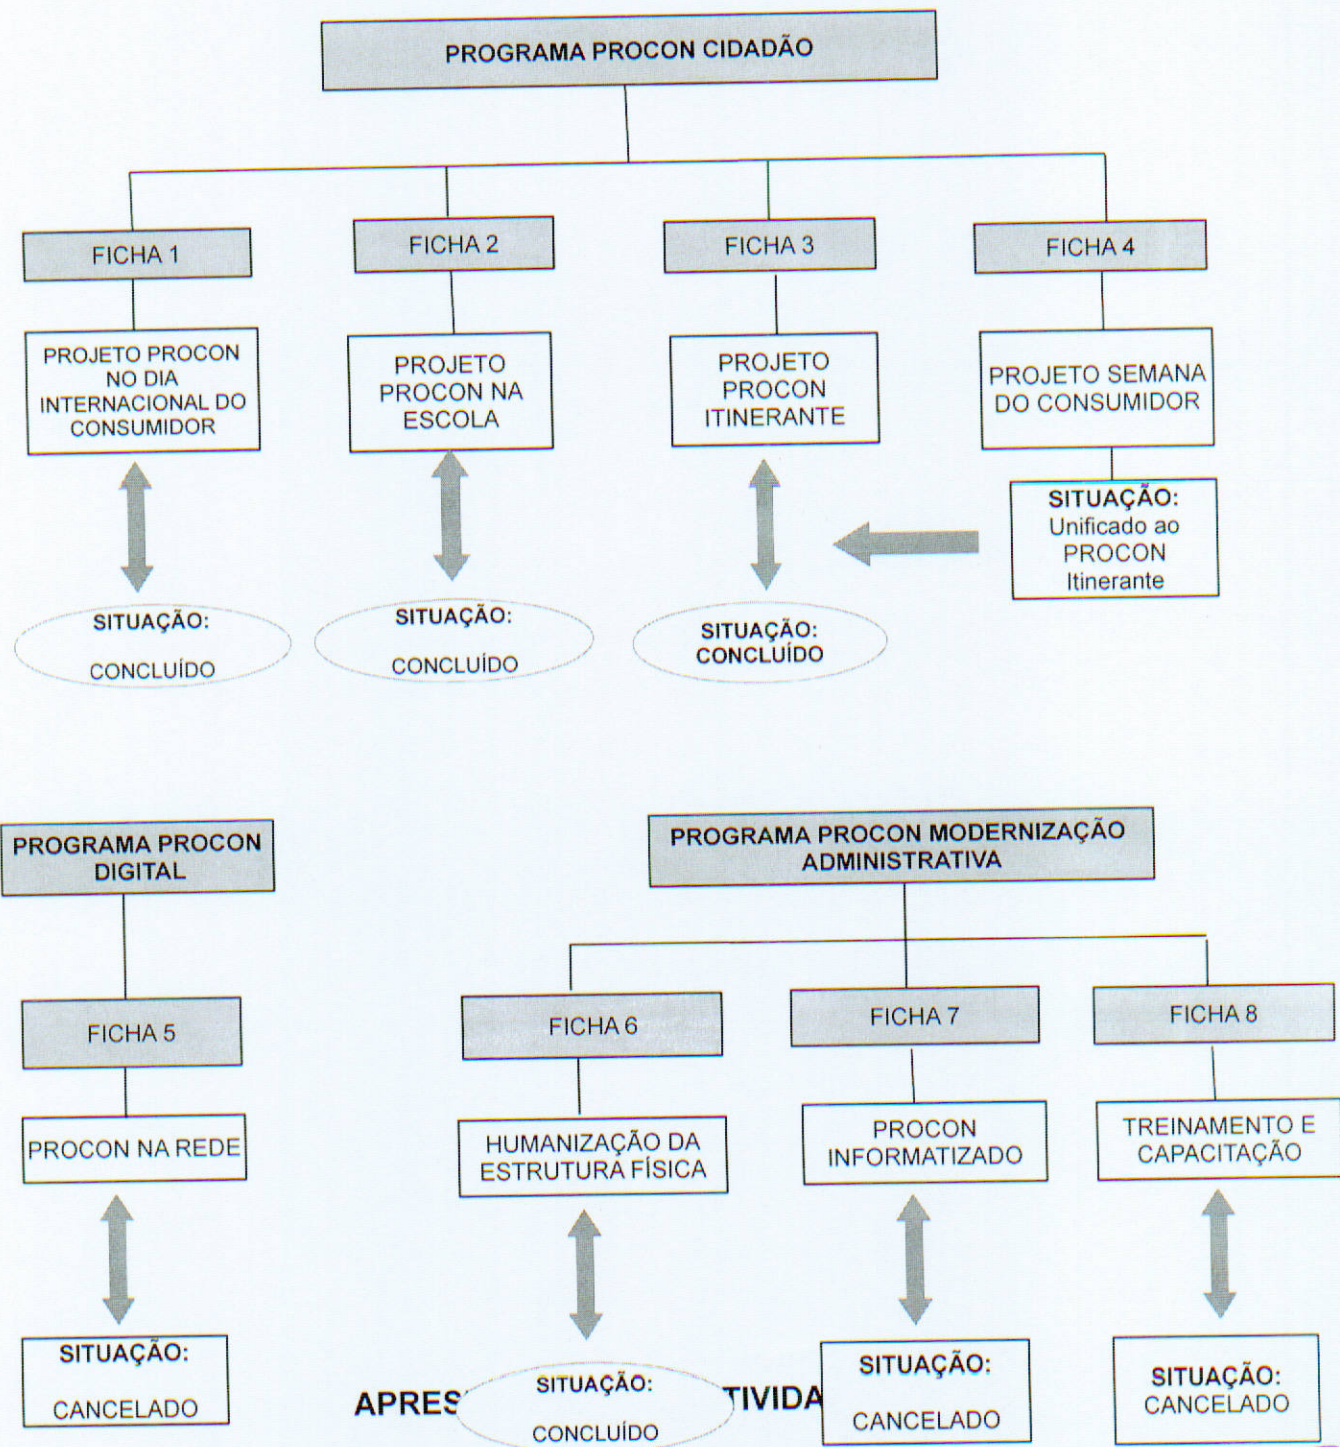 PROGRAMA PROCON CIDADÃO
FICHA 1
FICHA 2
FICHA 3
FICHA 4
PROJETO PROCON
NO DIA
INTERNACIONAL DO
CONSUMIDOR
PROJETO
PROCON NA
ESCOLA
PROJETO
PROCON
ITINERANTE
PROJETO SEMANA
DO CONSUMIDOR
SITUAÇÃO:
Unificado ao
PROCON
Itinerante
SITUAÇÃO:
CONCLUÍDO
SITUAÇÃO:
CONCLUÍDO
SITUAÇÃO:
CONCLUÍDO
PROGRAMA PROCON
DIGITAL
PROGRAMA PROCON MODERNIZAÇÃO
ADMINISTRATIVA
FICHA 5
FICHA 6
FICHA 7
FICHA 8
PROCON NA REDE
HUMANIZAÇÃO DA
ESTRUTURA FÍSICA
PROCON
INFORMATIZADO
TREINAMENTO E
CAPACITAÇÃO
SITUAÇÃO:
CANCELADO
SITUAÇÃO:
CONCLUÍDO
SITUAÇÃO:
CANCELADO
SITUAÇÃO:
CANCELADO